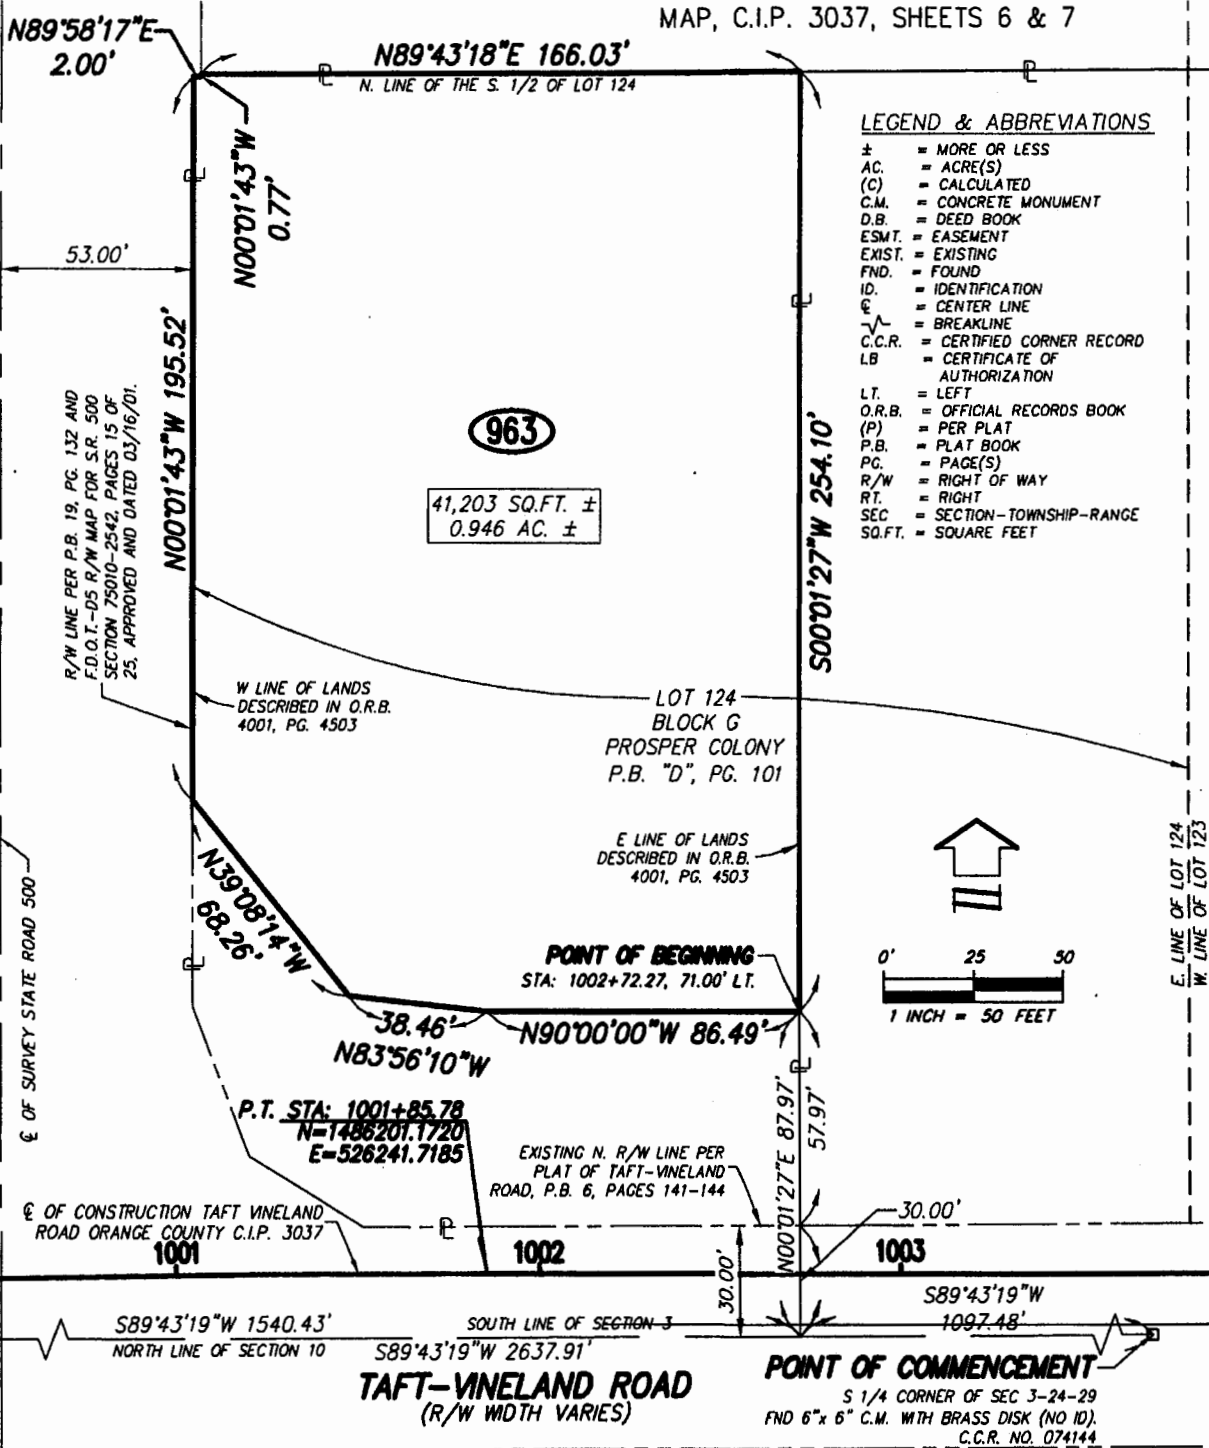 MAP, C.I.P. 3037, SHEETS 6 & 7
N89°58'17"E
2.00'
N89°43'18"E 166.03'
N. LINE OF THE S. 1/2 OF LOT 124
N00°01'43"W
0.77'
53.00'
N00°01'43"W 195.52'
R/W LINE PER P.B. 19, PG. 132 AND
F.D.O.T.-D5 R/W MAP FOR S.R. 500
SECTION 75010-2542, PAGES 15 OF
25, APPROVED AND DATED 03/16/01.
LEGEND & ABBREVIATIONS
± = MORE OR LESS
AC. = ACRE(S)
(C) = CALCULATED
C.M. = CONCRETE MONUMENT
D.B. = DEED BOOK
ESMT. = EASEMENT
EXIST. = EXISTING
FND. = FOUND
ID. = IDENTIFICATION
℄ = CENTER LINE
= BREAKLINE
C.C.R. = CERTIFIED CORNER RECORD
LB = CERTIFICATE OF
AUTHORIZATION
LT. = LEFT
O.R.B. = OFFICIAL RECORDS BOOK
(P) = PER PLAT
P.B. = PLAT BOOK
PG. = PAGE(S)
R/W = RIGHT OF WAY
RT. = RIGHT
SEC = SECTION-TOWNSHIP-RANGE
SQ.FT. = SQUARE FEET
963
41,203 SQ.FT. ±
0.946 AC. ±
S00°01'27"W 254.10'
W LINE OF LANDS
DESCRIBED IN O.R.B.
4001, PG. 4503
LOT 124
BLOCK G
PROSPER COLONY
P.B. "D", PG. 101
E LINE OF LANDS
DESCRIBED IN O.R.B.
4001, PG. 4503
E. LINE OF LOT 124
W. LINE OF LOT 123
℄ OF SURVEY STATE ROAD 500
N39°08'14"W
68.26'
POINT OF BEGINNING
STA: 1002+72.27, 71.00' LT.
0' 25 50
1 INCH = 50 FEET
38.46'
N83°56'10"W
N90°00'00"W 86.49'
N00°01'27"E 87.97'
57.97'
P.T. STA: 1001+85.78
N=1486201.1720
E=526241.7185
EXISTING N. R/W LINE PER
PLAT OF TAFT-VINELAND
ROAD, P.B. 6, PAGES 141-144
℄ OF CONSTRUCTION TAFT VINELAND
ROAD ORANGE COUNTY C.I.P. 3037
30.00'
30.00'
1001 1002 1003
S89°43'19"W 1540.43'
NORTH LINE OF SECTION 10
SOUTH LINE OF SECTION 3
S89°43'19"W 2637.91'
S89°43'19"W
1097.48'
TAFT-VINELAND ROAD
(R/W WIDTH VARIES)
POINT OF COMMENCEMENT
S 1/4 CORNER OF SEC 3-24-29
FND 6"x 6" C.M. WITH BRASS DISK (NO ID).
C.C.R. NO. 074144